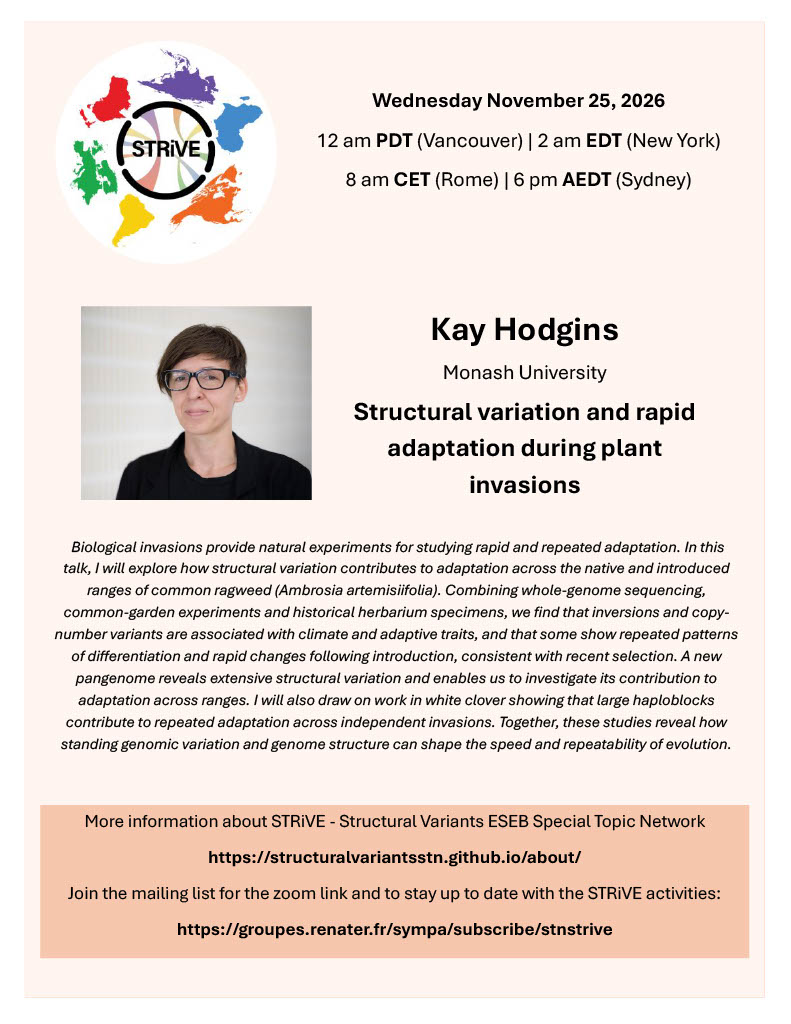 STRiVE
Wednesday November 25, 2026
12 am PDT (Vancouver) | 2 am EDT (New York)
8 am CET (Rome) | 6 pm AEDT (Sydney)
Kay Hodgins
Monash University
Structural variation and rapid
adaptation during plant
invasions
Biological invasions provide natural experiments for studying rapid and repeated adaptation. In this
talk, I will explore how structural variation contributes to adaptation across the native and introduced
ranges of common ragweed (Ambrosia artemisiifolia). Combining whole-genome sequencing,
common-garden experiments and historical herbarium specimens, we find that inversions and copy-
number variants are associated with climate and adaptive traits, and that some show repeated patterns
of differentiation and rapid changes following introduction, consistent with recent selection. A new
pangenome reveals extensive structural variation and enables us to investigate its contribution to
adaptation across ranges. I will also draw on work in white clover showing that large haploblocks
contribute to repeated adaptation across independent invasions. Together, these studies reveal how
standing genomic variation and genome structure can shape the speed and repeatability of evolution.
More information about STRiVE - Structural Variants ESEB Special Topic Network
https://structuralvariantsstn.github.io/about/
Join the mailing list for the zoom link and to stay up to date with the STRiVE activities:
https://groupes.renater.fr/sympa/subscribe/stnstrive